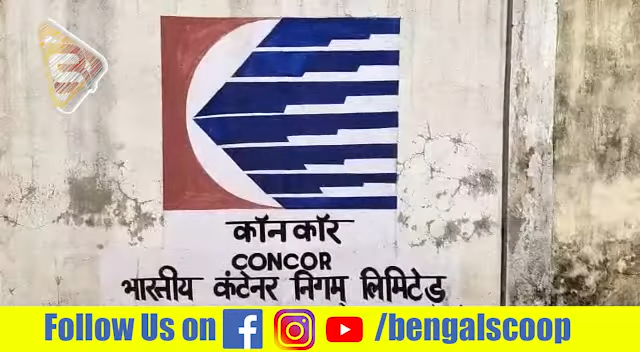 कॉनकॉर
CONCOR
भारतीय कंटेनर निगम् लिमिटेड
Follow Us on /bengalscoop